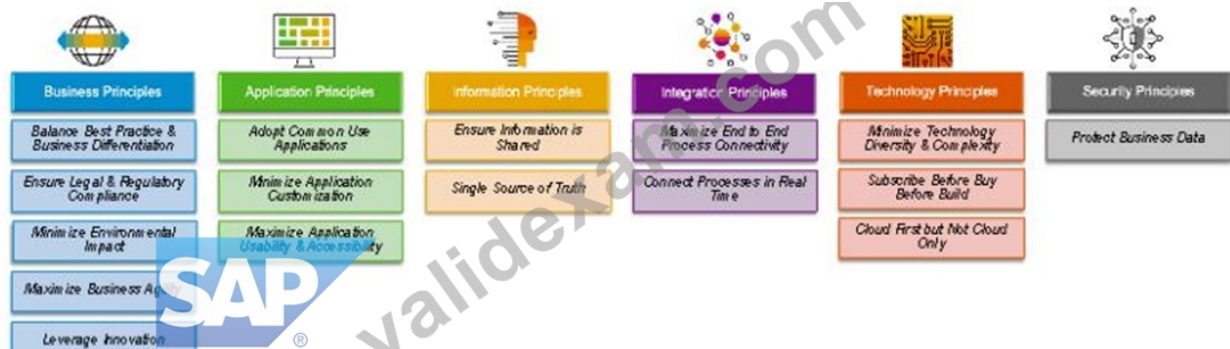 Business Principles
Balance Best Practice &
Business Differentiation
Ensure Legal & Regulatory
Compliance
Minimize Environmental
Impact
Maximize Business Agility
Leverage Innovation
Application Principles
Adopt Common Use
Applications
Minimize Application
Customization
Maximize Application
Usability & Accessibility
Information Principles
Ensure Information is
Shared
Single Source of Truth
Integration Principles
Maximize End to End
Process Connectivity
Connect Processes in Real
Time
Technology Principles
Minimize Technology
Diversity & Complexity
Subscribe Before Buy
Before Build
Cloud First but Not Cloud
Only
Security Principles
Protect Business Data
SAP
®
validexam.com